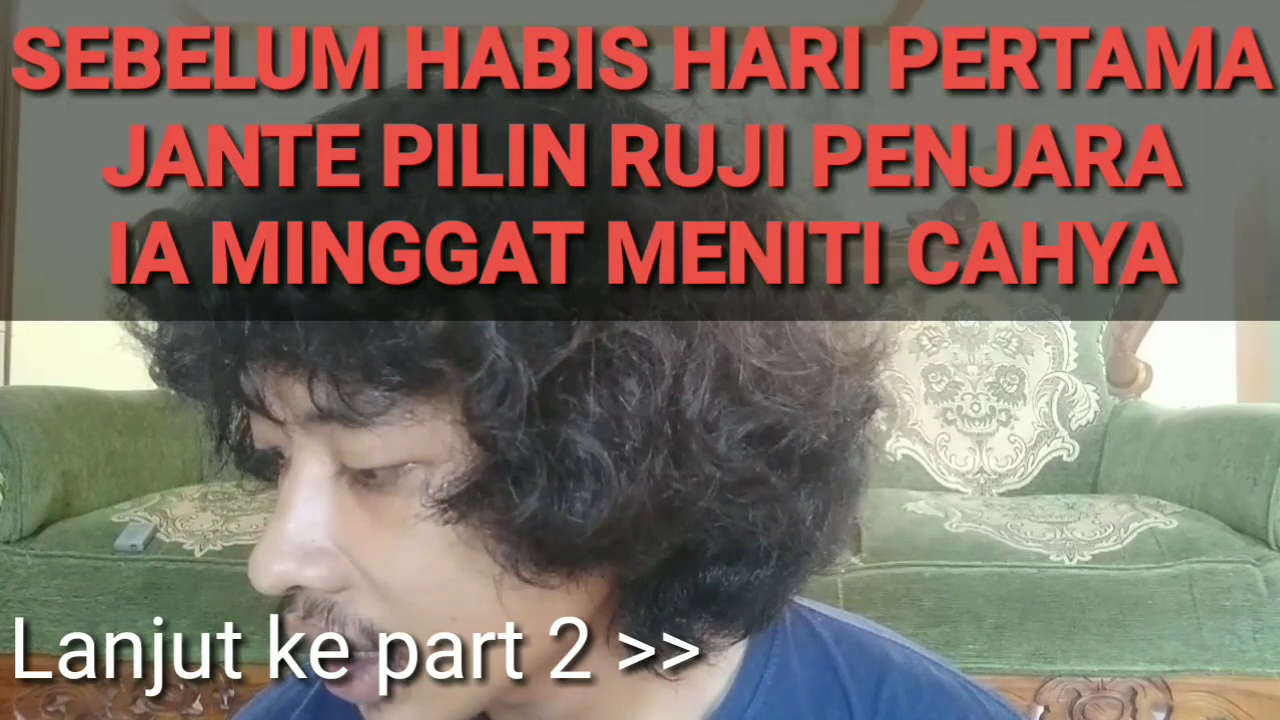 SEBELUM HABIS HARI PERTAMA
JANTE PILIN RUJI PENJARA
IA MINGGAT MENITI CAHYA
Lanjut ke part 2 >>